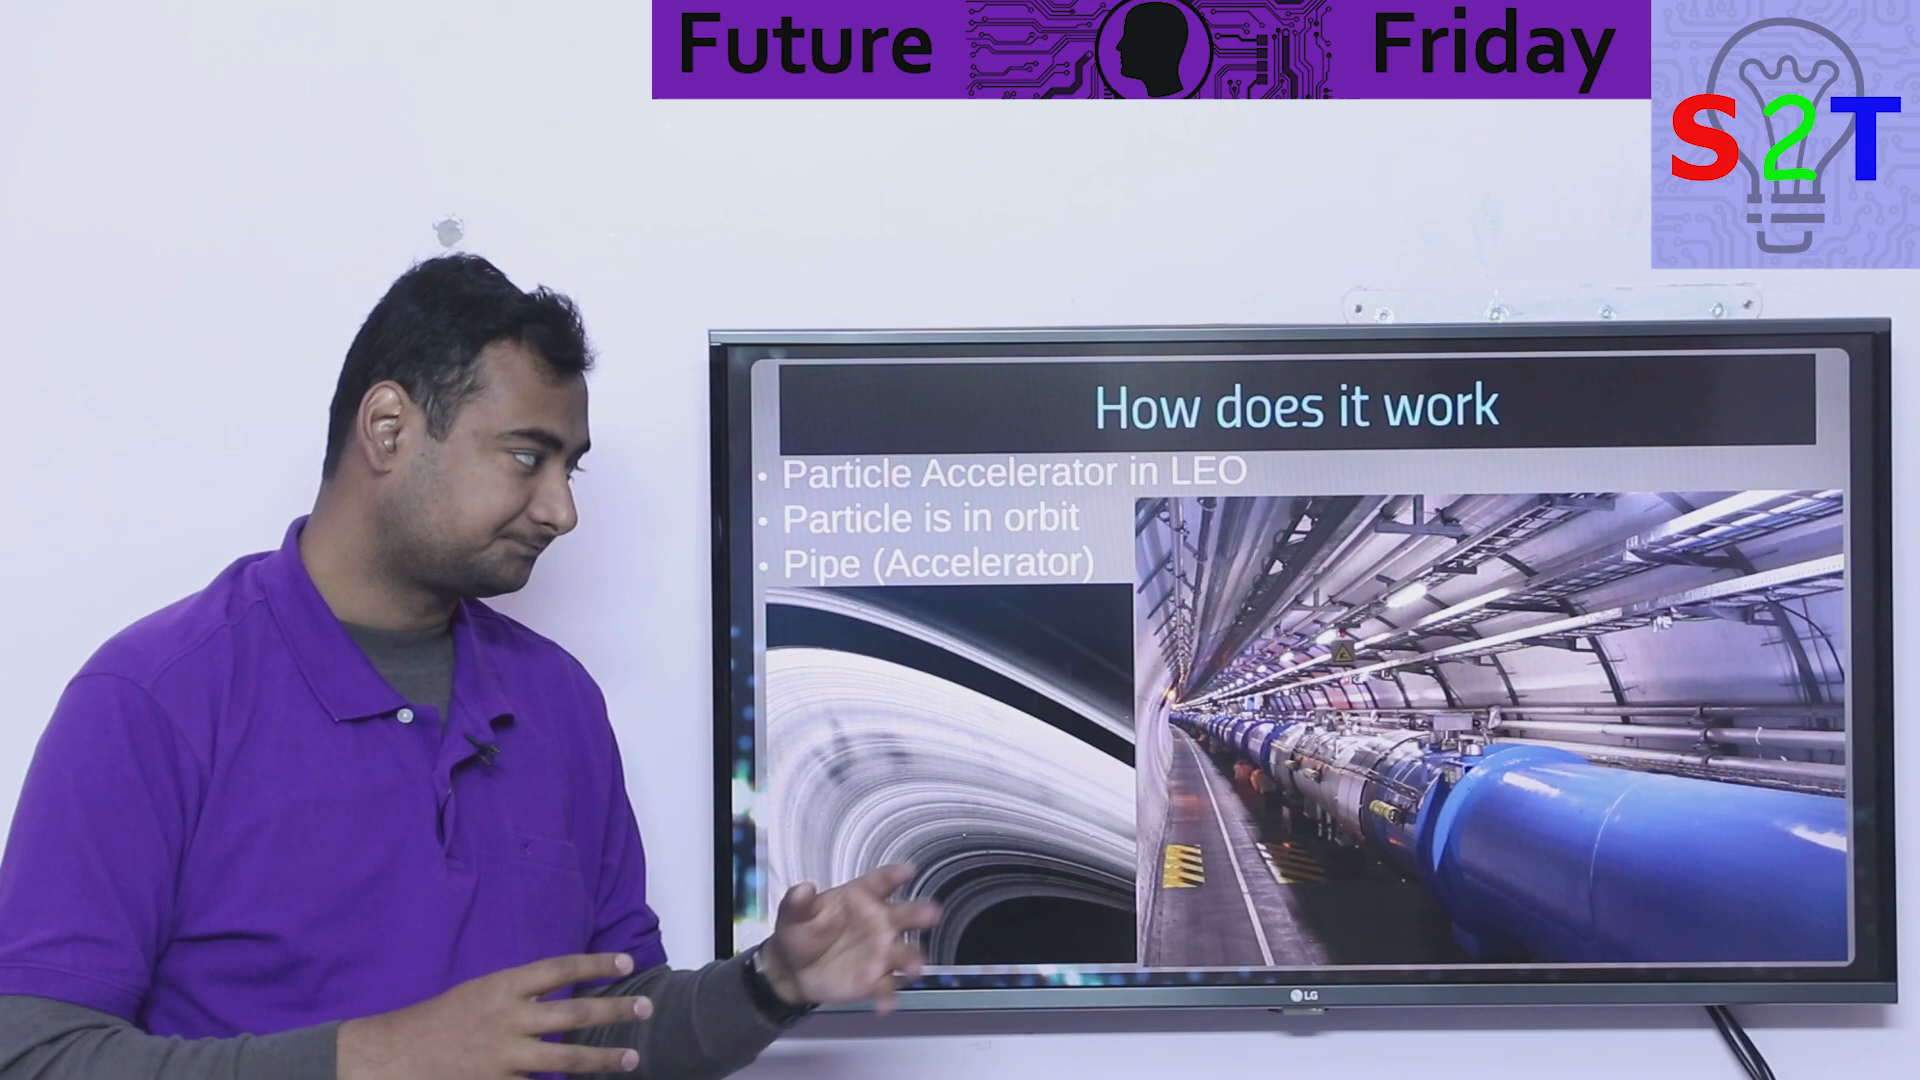 Future Friday
S2T
How does it work
• Particle Accelerator in LEO
• Particle is in orbit
• Pipe (Accelerator)
LG